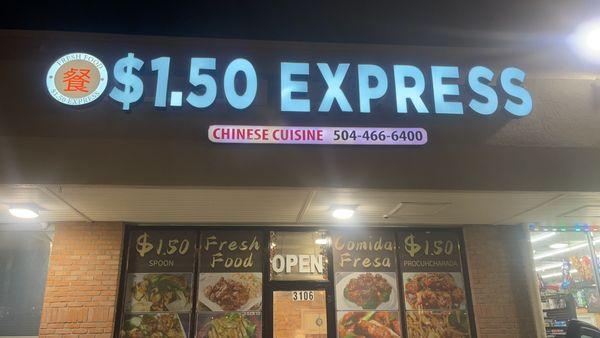 餐
FRESH FOOD
$1.50 EXPRESS
$1.50 EXPRESS
CHINESE CUISINE 504-466-6400
$1.50
SPOON
Fresh
Food
OPEN
3106
Comida
Fresa
$1.50
PROCUHCHARADA